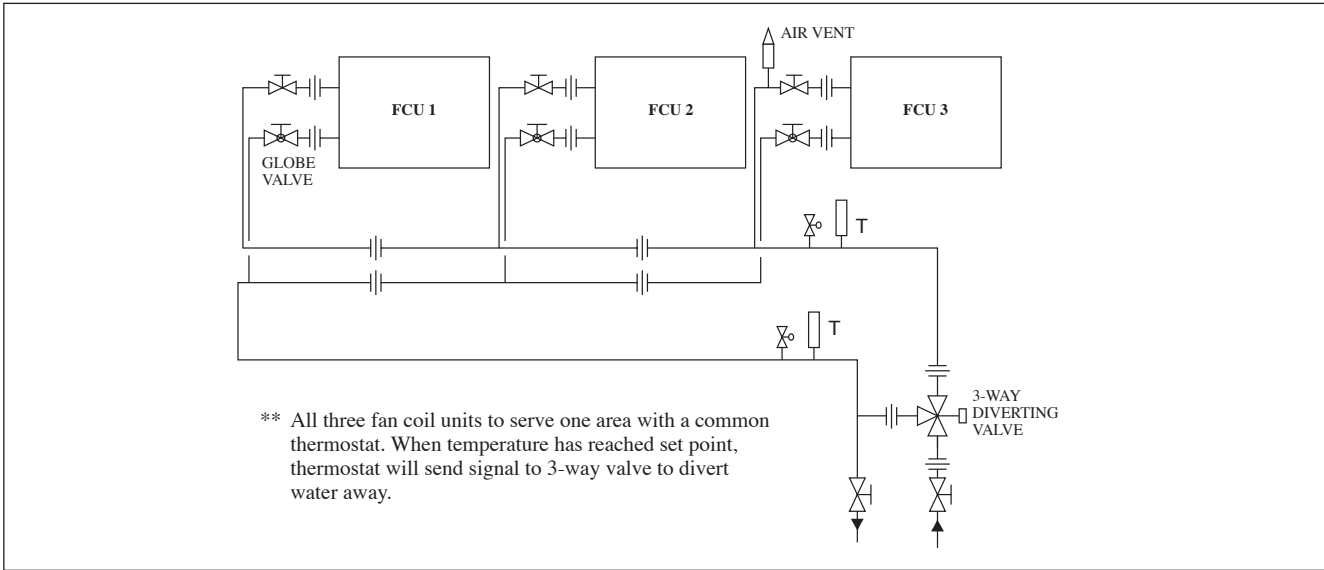 AIR VENT
FCU 1
FCU 2
FCU 3
GLOBE
VALVE
T
T
3-WAY
DIVERTING
VALVE
** All three fan coil units to serve one area with a common
thermostat. When temperature has reached set point,
thermostat will send signal to 3-way valve to divert
water away.